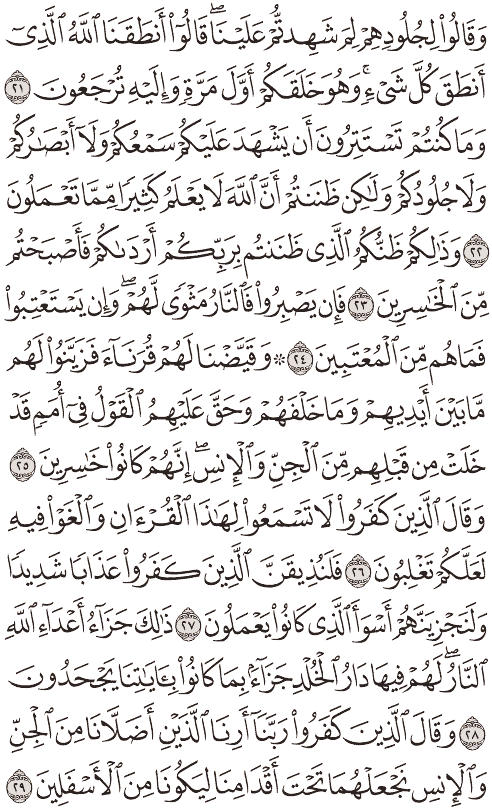 وَقَالُوا۟ لِجُلُودِهِمْ لِمَ شَهِدتُّمْ عَلَيْنَا ۖ قَالُوٓا۟ أَنطَقَنَا ٱللَّهُ ٱلَّذِىٓ
أَنطَقَ كُلَّ شَىْءٍۢ وَهُوَ خَلَقَكُمْ أَوَّلَ مَرَّةٍۢ وَإِلَيْهِ تُرْجَعُونَ ٢١
وَمَا كُنتُمْ تَسْتَتِرُونَ أَن يَشْهَدَ عَلَيْكُمْ سَمْعُكُمْ وَلَآ أَبْصَـٰرُكُمْ
وَلَا جُلُودُكُمْ وَلَـٰكِن ظَنَنتُمْ أَنَّ ٱللَّهَ لَا يَعْلَمُ كَثِيرًۭا مِّمَّا تَعْمَلُونَ
٢٢ وَذَٰلِكُمْ ظَنُّكُمُ ٱلَّذِى ظَنَنتُم بِرَبِّكُمْ أَرْدَىٰكُمْ فَأَصْبَحْتُم
مِّنَ ٱلْخَـٰسِرِينَ ٢٣ فَإِن يَصْبِرُوا۟ فَٱلنَّارُ مَثْوًۭى لَّهُمْ ۖ وَإِن يَسْتَعْتِبُوا۟
فَمَا هُم مِّنَ ٱلْمُعْتَبِينَ ٢٤ ۞ وَقَيَّضْنَا لَهُمْ قُرَنَآءَ فَزَيَّنُوا۟ لَهُم
مَّا بَيْنَ أَيْدِيهِمْ وَمَا خَلْفَهُمْ وَحَقَّ عَلَيْهِمُ ٱلْقَوْلُ فِىٓ أُمَمٍۢ قَدْ
خَلَتْ مِن قَبْلِهِم مِّنَ ٱلْجِنِّ وَٱلْإِنسِ ۖ إِنَّهُمْ كَانُوا۟ خَـٰسِرِينَ ٢٥
وَقَالَ ٱلَّذِينَ كَفَرُوا۟ لَا تَسْمَعُوا۟ لِهَـٰذَا ٱلْقُرْءَانِ وَٱلْغَوْا۟ فِيهِ
لَعَلَّكُمْ تَغْلِبُونَ ٢٦ فَلَنُذِيقَنَّ ٱلَّذِينَ كَفَرُوا۟ عَذَابًۭا شَدِيدًۭا
وَلَنَجْزِيَنَّهُمْ أَسْوَأَ ٱلَّذِى كَانُوا۟ يَعْمَلُونَ ٢٧ ذَٰلِكَ جَزَآءُ أَعْدَآءِ ٱللَّهِ
ٱلنَّارُ ۖ لَهُمْ فِيهَا دَارُ ٱلْخُلْدِ ۖ جَزَآءًۢ بِمَا كَانُوا۟ بِـَٔايَـٰتِنَا يَجْحَدُونَ
٢٨ وَقَالَ ٱلَّذِينَ كَفَرُوا۟ رَبَّنَآ أَرِنَا ٱلَّذَيْنِ أَضَلَّانَا مِنَ ٱلْجِنِّ
وَٱلْإِنسِ نَجْعَلْهُمَا تَحْتَ أَقْدَامِنَا لِيَكُونَا مِنَ ٱلْأَسْفَلِينَ ٢٩